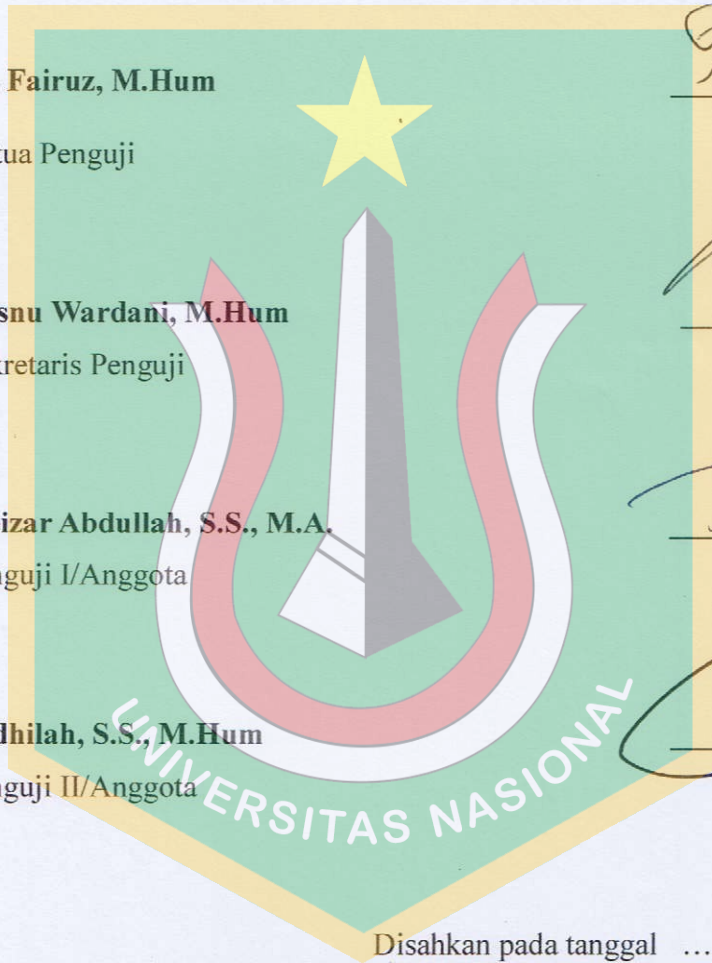 Fairuz, M.Hum
tua Penguji
snu Wardani, M.Hum
kretaris Penguji
izar Abdullah, S.S., M.A.
nguji I/Anggota
dhilah, S.S., M.Hum
nguji II/Anggota
UNIVERSITAS NASIONAL
Disahkan pada tanggal ...